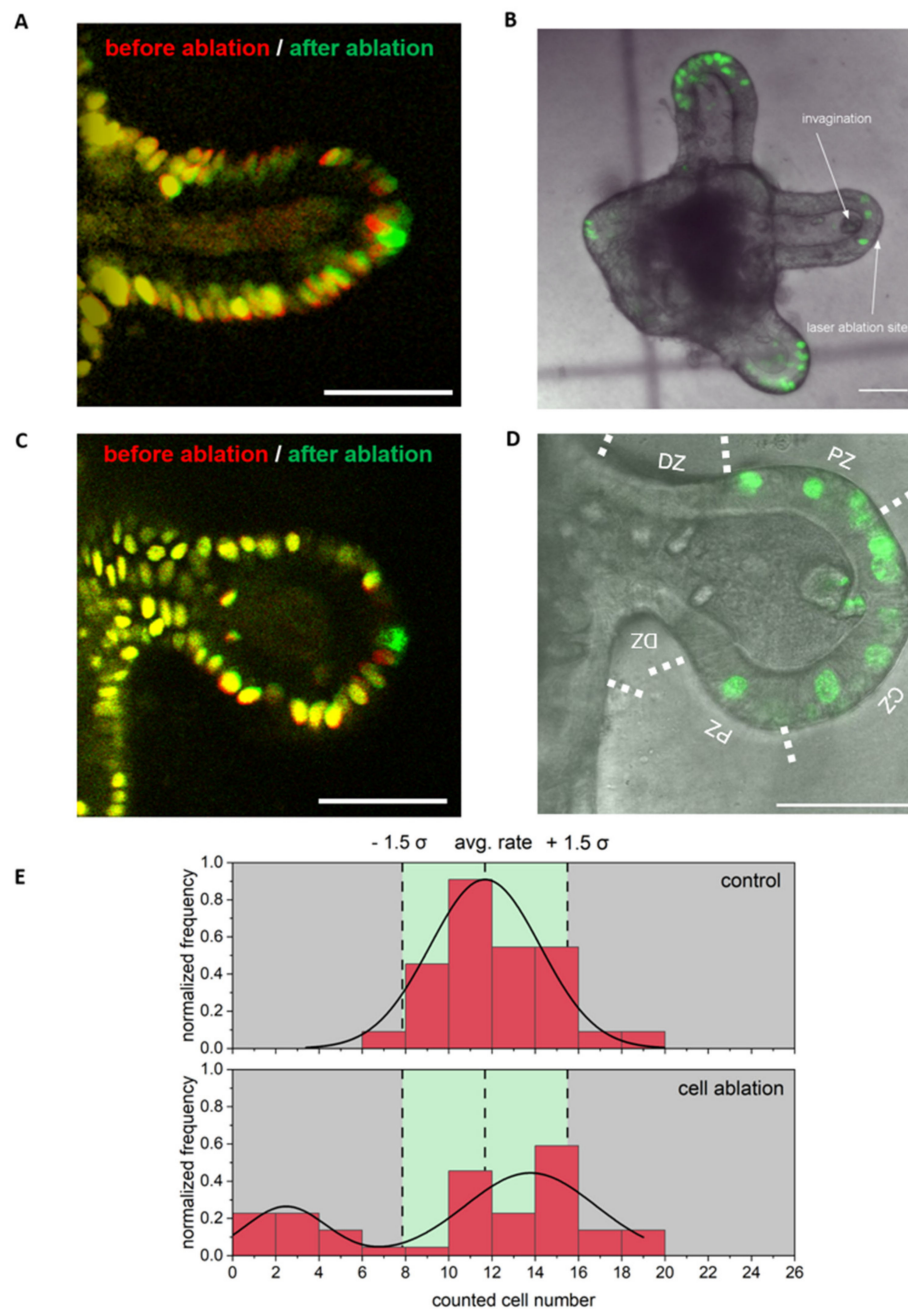 A
before ablation / after ablation
B
invagination
laser ablation site
C
before ablation / after ablation
D
DZ
PZ
DZ
PZ
CZ
E
- 1.5 σ avg. rate + 1.5 σ
control
normalized frequency
1.0
0.8
0.6
0.4
0.2
0.0
cell ablation
normalized frequency
1.0
0.8
0.6
0.4
0.2
0.0
0 2 4 6 8 10 12 14 16 18 20 22 24 26
counted cell number